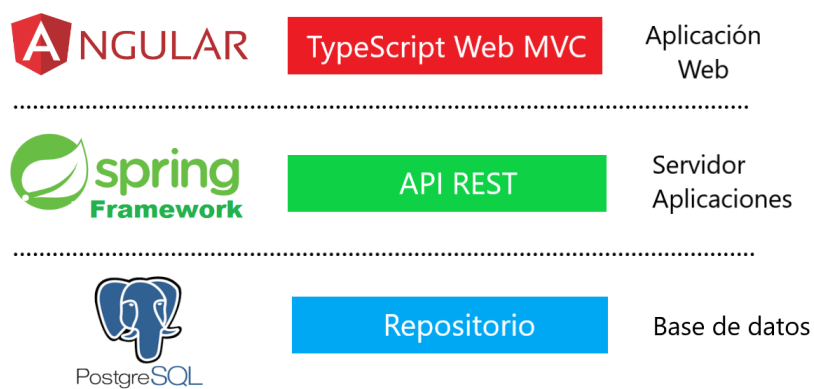 ANGULAR
TypeScript Web MVC
Aplicación
Web
spring
Framework
API REST
Servidor
Aplicaciones
PostgreSQL
Repositorio
Base de datos